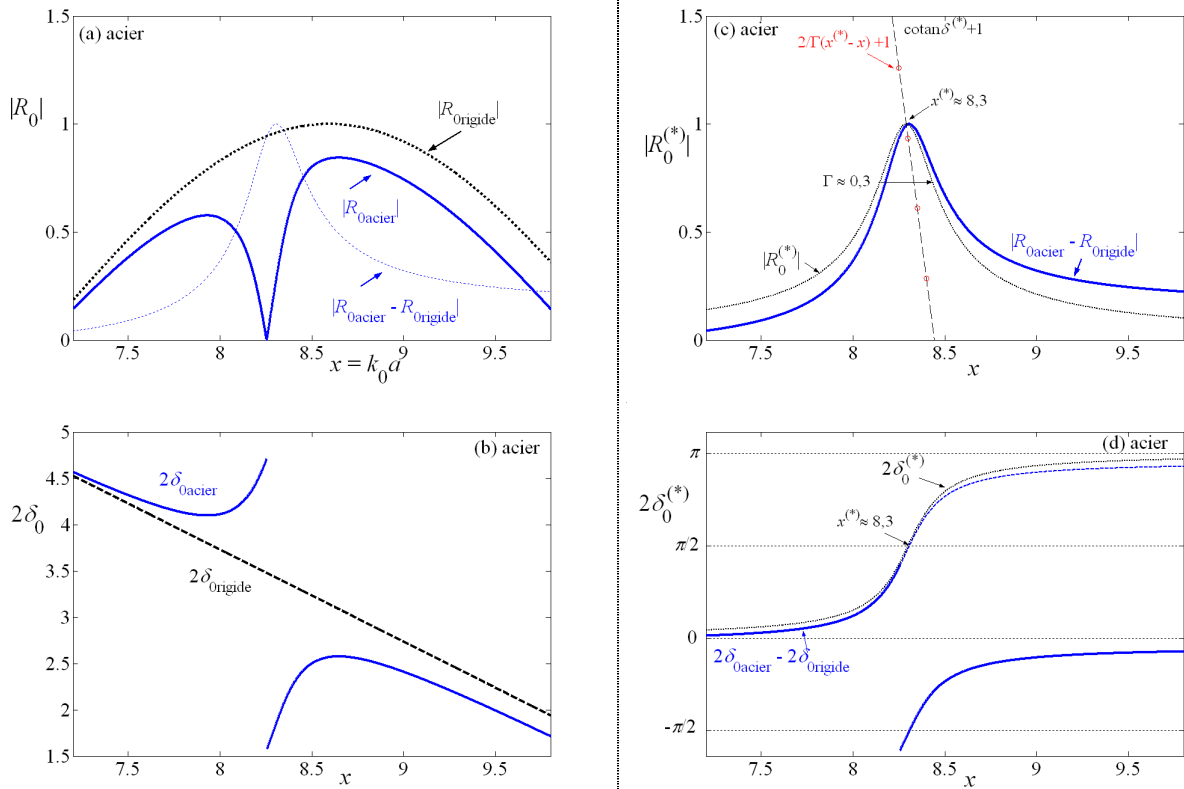 (a) acier
|R₀|
1.5
1
0.5
0
|R₀rigide|
|R₀acier|
|R₀acier - R₀rigide|
7.5
8
8.5
9
9.5
x = k₀a
(c) acier
|R₀⁽*⁾|
1.5
1
0.5
0
cotanδ⁽*⁾+1
2/Γ(x⁽*⁾- x) +1
x⁽*⁾≈ 8,3
Γ ≈ 0,3
|R₀⁽*⁾|
|R₀acier - R₀rigide|
7.5
8
8.5
9
9.5
x
(b) acier
2δ₀
5
4.5
4
3.5
3
2.5
2
1.5
2δ₀acier
2δ₀rigide
7.5
8
8.5
9
9.5
x
(d) acier
2δ₀⁽*⁾
π
π/2
0
-π/2
2δ₀⁽*⁾
x⁽*⁾≈ 8,3
2δ₀acier - 2δ₀rigide
7.5
8
8.5
9
9.5
x